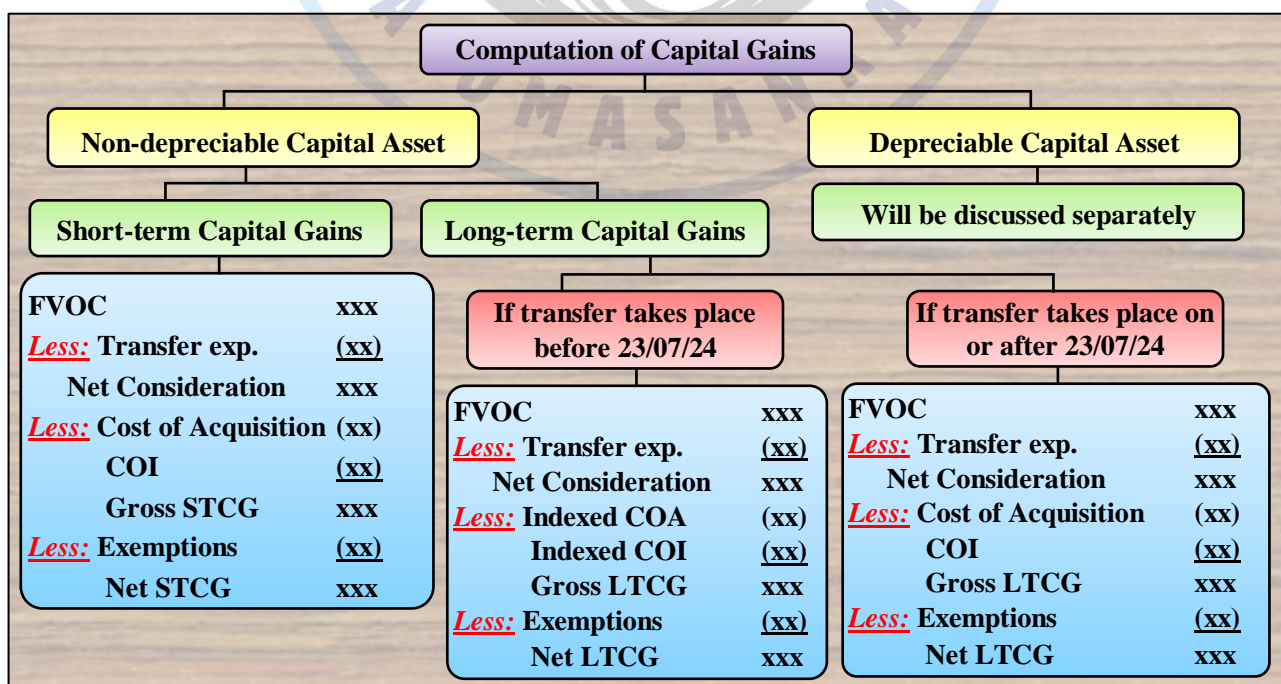 Computation of Capital Gains
Non-depreciable Capital Asset
Depreciable Capital Asset
Short-term Capital Gains
Long-term Capital Gains
Will be discussed separately
FVOC xxx
Less: Transfer exp. (xx)
Net Consideration xxx
Less: Cost of Acquisition (xx)
COI (xx)
Gross STCG xxx
Less: Exemptions (xx)
Net STCG xxx
If transfer takes place
before 23/07/24
FVOC xxx
Less: Transfer exp. (xx)
Net Consideration xxx
Less: Indexed COA (xx)
Indexed COI (xx)
Gross LTCG xxx
Less: Exemptions (xx)
Net LTCG xxx
If transfer takes place on
or after 23/07/24
FVOC xxx
Less: Transfer exp. (xx)
Net Consideration xxx
Less: Cost of Acquisition (xx)
COI (xx)
Gross LTCG xxx
Less: Exemptions (xx)
Net LTCG xxx